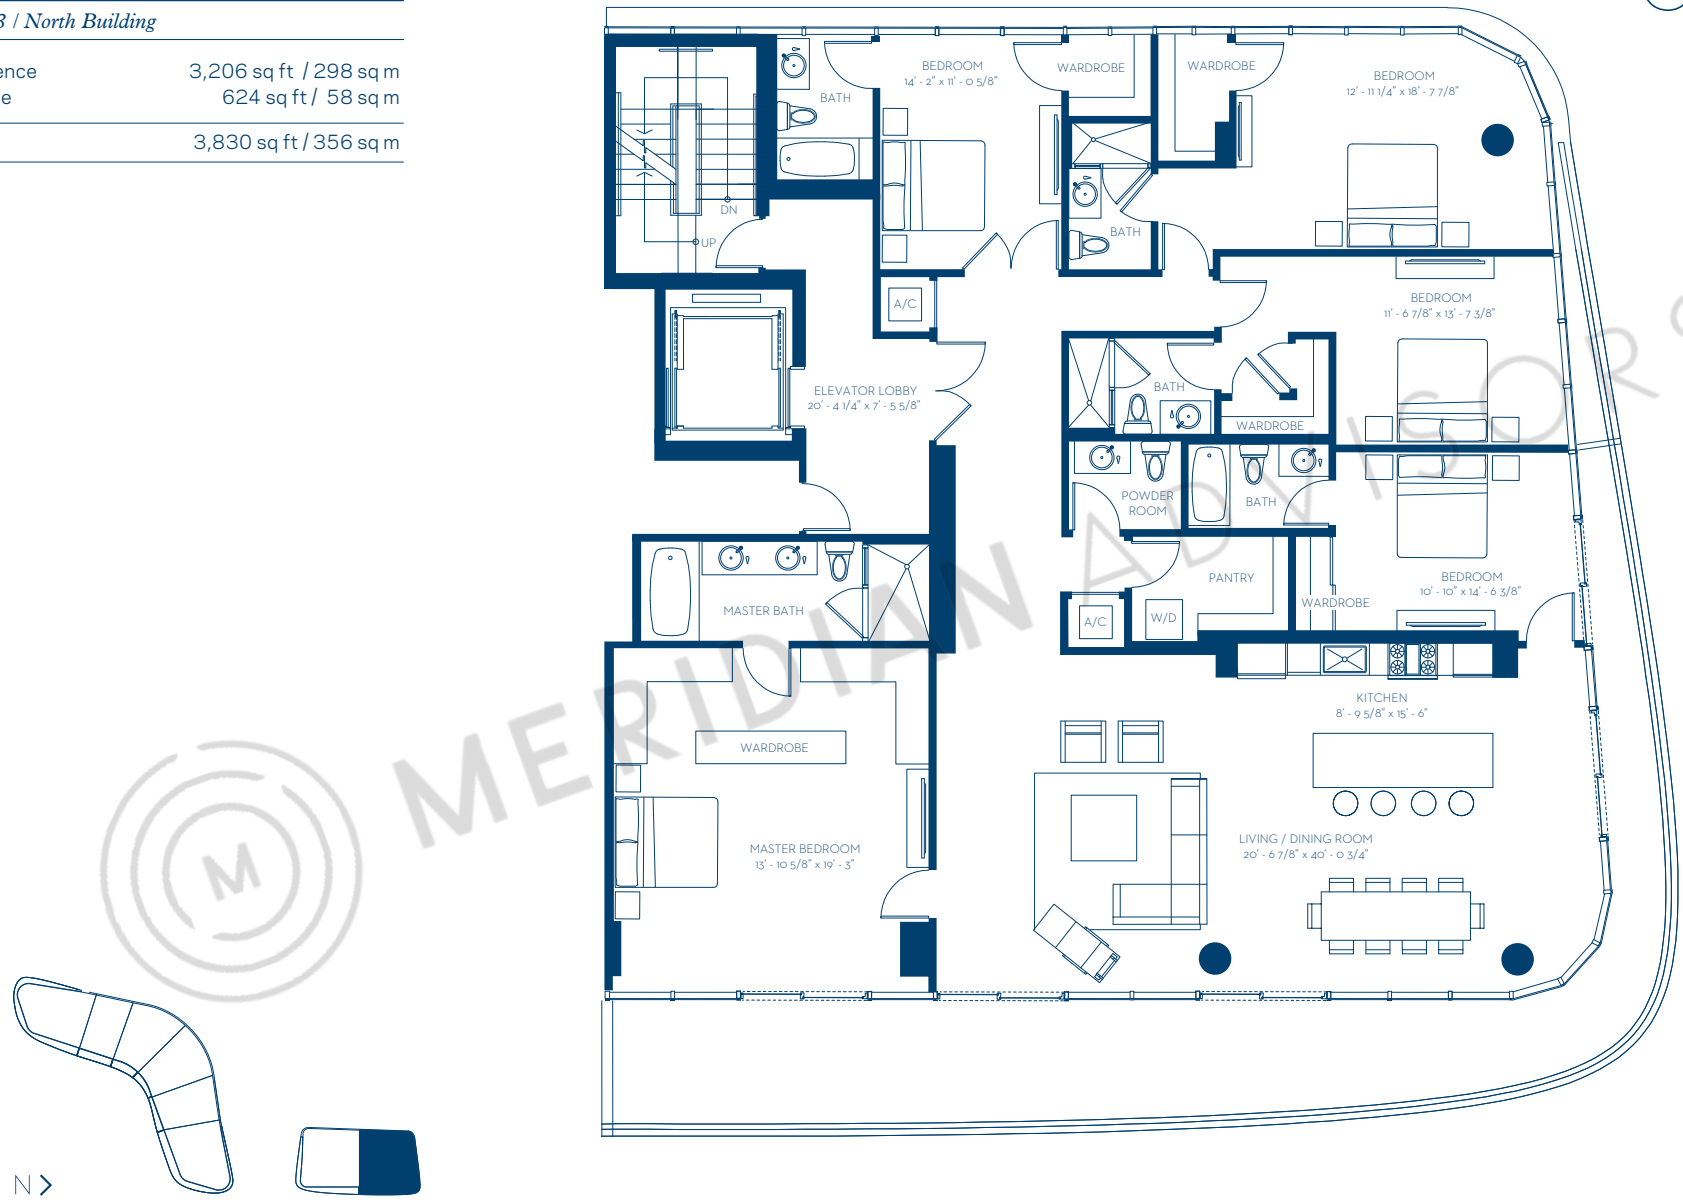 3 / North Building
ence 3,206 sq ft / 298 sq m
e 624 sq ft / 58 sq m
3,830 sq ft / 356 sq m
BATH
BEDROOM
14' - 2" x 11' - 0 5/8"
WARDROBE
WARDROBE
BEDROOM
12' - 11 1/4" x 18' - 7 7/8"
DN
UP
BATH
A/C
BEDROOM
11' - 6 7/8" x 13' - 7 3/8"
ELEVATOR LOBBY
20' - 4 1/4" x 7' - 5 5/8"
BATH
WARDROBE
POWDER
ROOM
BATH
PANTRY
BEDROOM
10' - 10" x 14' - 6 3/8"
WARDROBE
MASTER BATH
A/C
W/D
KITCHEN
8' - 9 5/8" x 15' - 6"
WARDROBE
MASTER BEDROOM
13' - 10 5/8" x 19' - 3"
LIVING / DINING ROOM
20' - 6 7/8" x 40' - 0 3/4"
M MERIDIAN ADVISORS
N